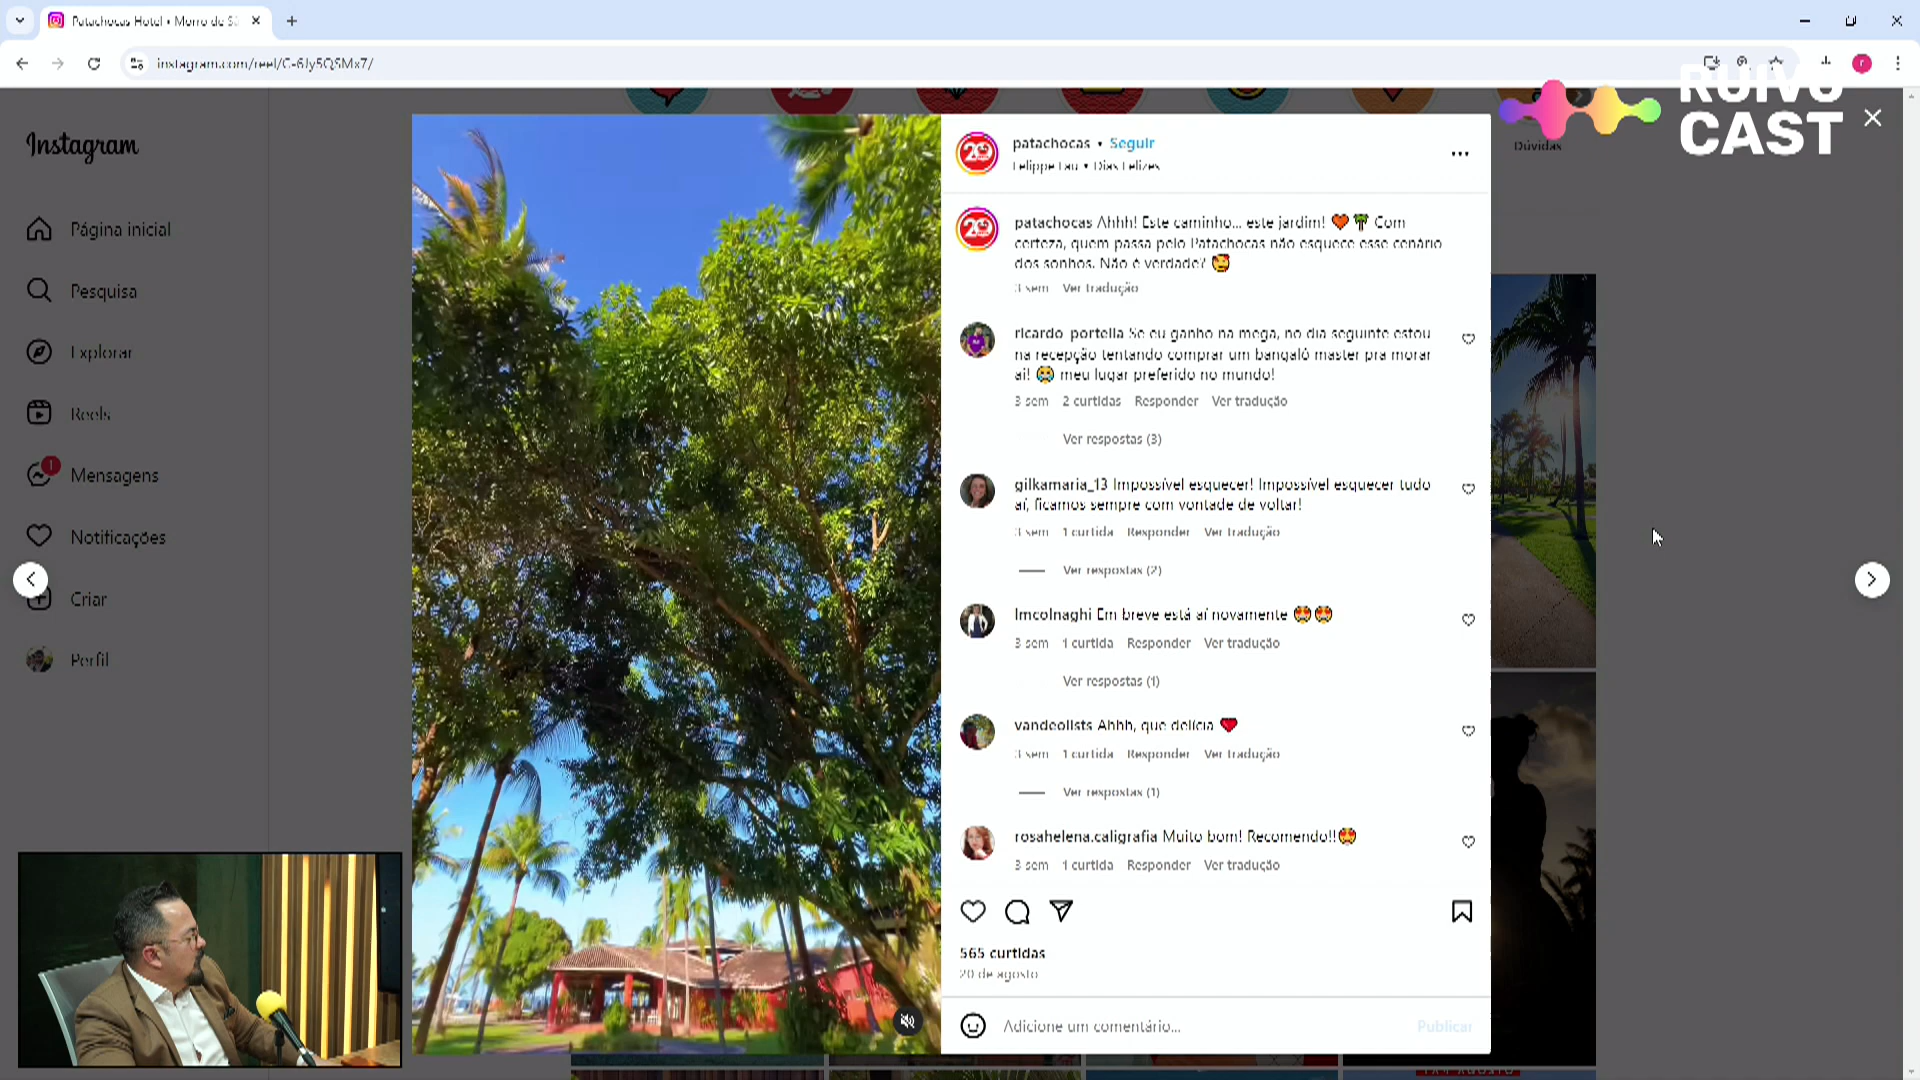 Patachocas Hotel • Morro de Sã
instagram.com/reel/C-6Jy5QSMx7/
RUIVO
CAST
Dúvidas
Instagram
Página inicial
Pesquisa
Explorar
Reels
1
Mensagens
Notificações
Criar
Perfil
patachocas • Seguir
Felippe Lau • Dias Felizes
patachocas Ahhh! Este caminho... este jardim! 🧡🌴 Com
certeza, quem passa pelo Patachocas não esquece esse cenário
dos sonhos. Não é verdade? 🥰
3 sem Ver tradução
ricardo_portella Se eu ganho na mega, no dia seguinte estou
na recepção tentando comprar um bangalô master pra morar
ai! 😂 meu lugar preferido no mundo!
3 sem 2 curtidas Responder Ver tradução
Ver respostas (3)
gilkamaria_13 Impossível esquecer! Impossível esquecer tudo
aí, ficamos sempre com vontade de voltar!
3 sem 1 curtida Responder Ver tradução
Ver respostas (2)
lmcolnaghi Em breve está aí novamente 😍😍
3 sem 1 curtida Responder Ver tradução
Ver respostas (1)
vandeolists Ahhh, que delícia ❤️
3 sem 1 curtida Responder Ver tradução
Ver respostas (1)
rosahelena.caligrafia Muito bom! Recomendo!!😍
3 sem 1 curtida Responder Ver tradução
565 curtidas
20 de agosto
Adicione um comentário...
Publicar